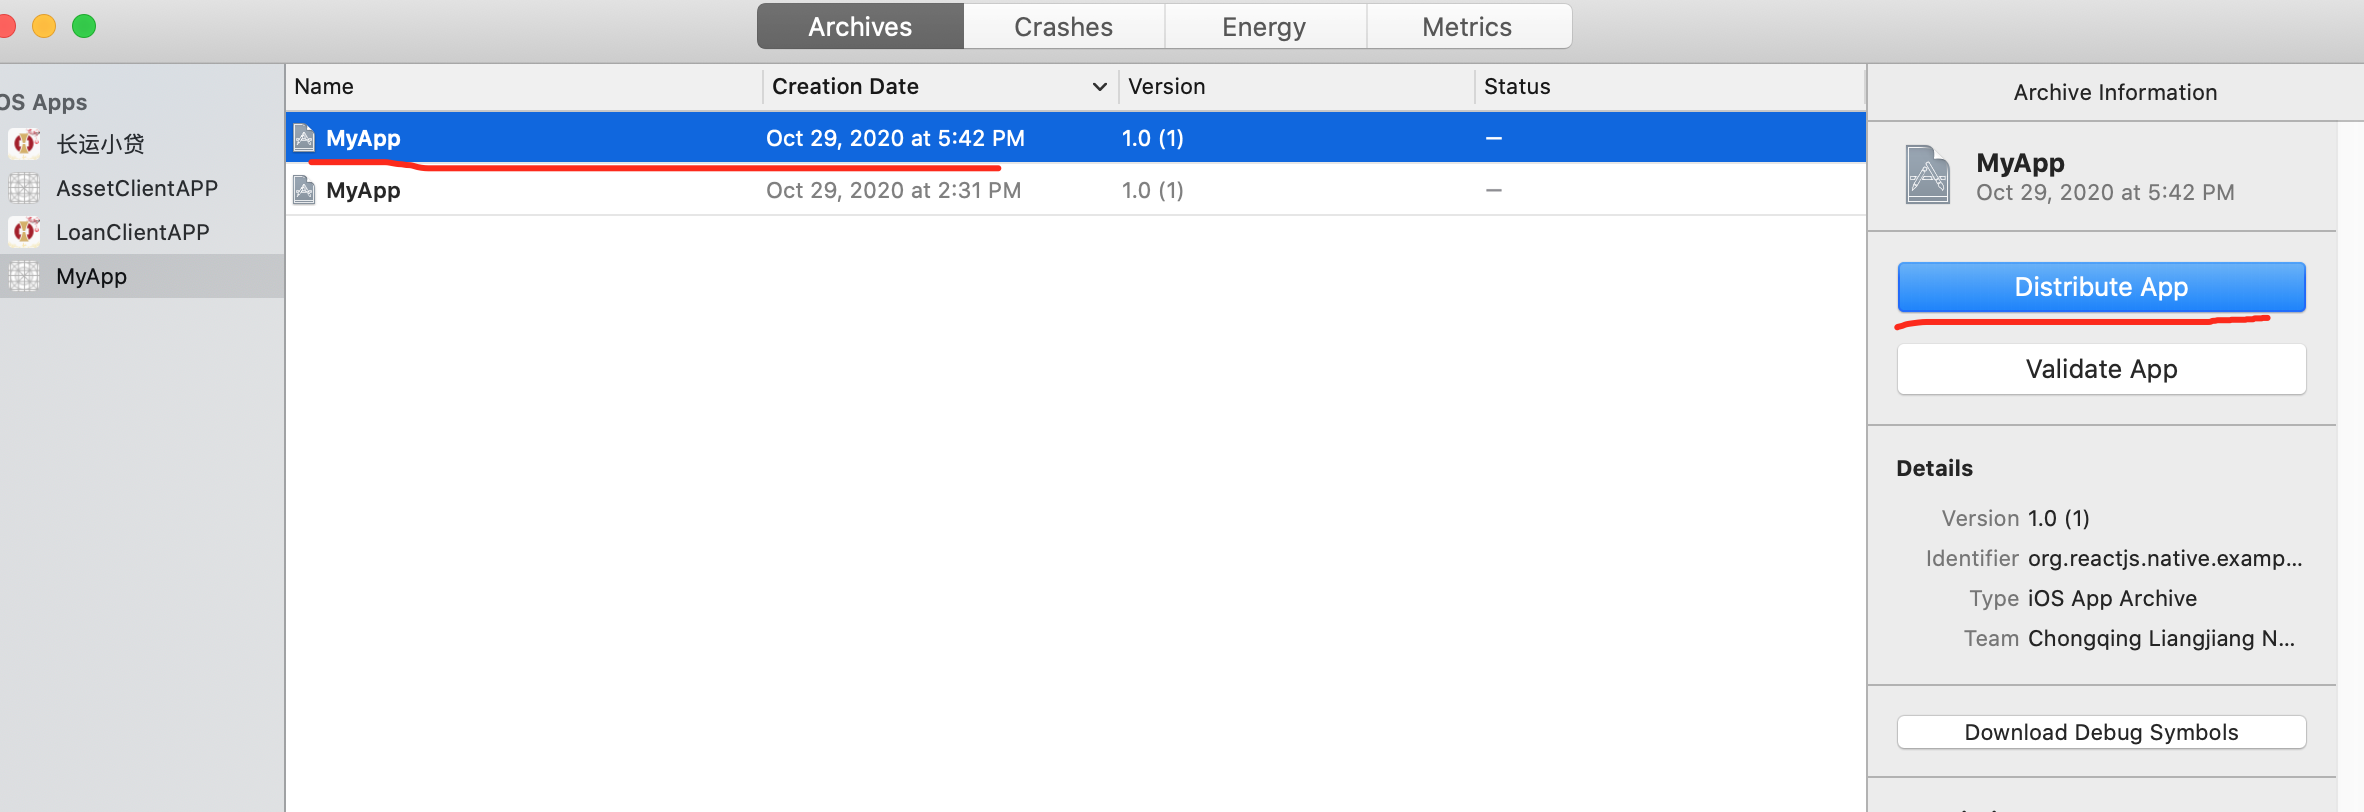 Archives Crashes Energy Metrics
OS Apps
长运小贷
AssetClientAPP
LoanClientAPP
MyApp
Name Creation Date Version Status
MyApp Oct 29, 2020 at 5:42 PM 1.0 (1) –
MyApp Oct 29, 2020 at 2:31 PM 1.0 (1) –
Archive Information
MyApp
Oct 29, 2020 at 5:42 PM
Distribute App
Validate App
Details
Version 1.0 (1)
Identifier org.reactjs.native.examp...
Type iOS App Archive
Team Chongqing Liangjiang N...
Download Debug Symbols